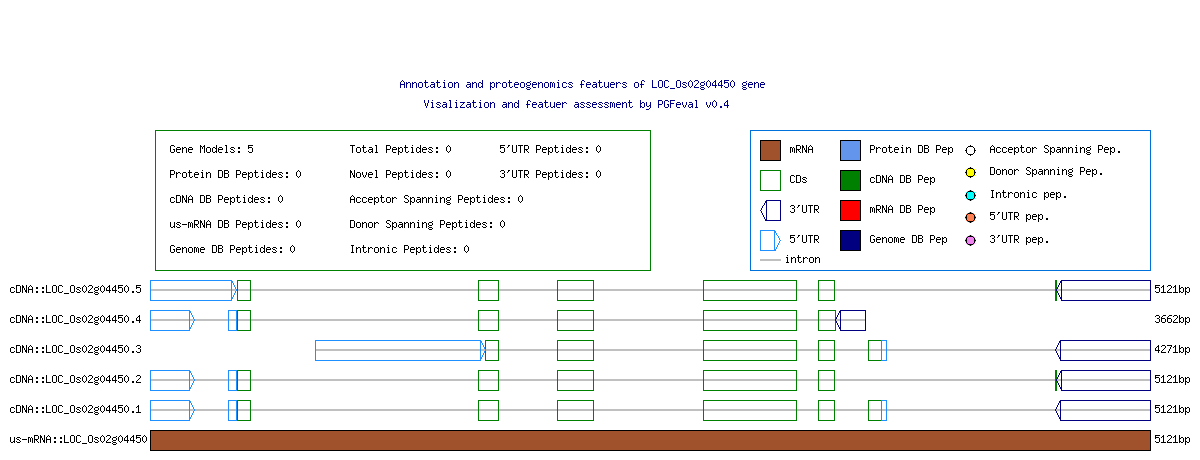 Annotation and proteogenomics featuers of LOC_Os02g04450 gene
Visalization and featuer assessment by PGFeval v0.4
Gene Models: 5 Total Peptides: 0 5'UTR Peptides: 0
Protein DB Peptides: 0 Novel Peptides: 0 3'UTR Peptides: 0
cDNA DB Peptides: 0 Acceptor Spanning Peptides: 0
us-mRNA DB Peptides: 0 Donor Spanning Peptides: 0
Genome DB Peptides: 0 Intronic Peptides: 0
mRNA Protein DB Pep Acceptor Spanning Pep.
CDs cDNA DB Pep Donor Spanning Pep.
3'UTR mRNA DB Pep Intronic pep.
5'UTR pep.
5'UTR Genome DB Pep 3'UTR pep.
intron
cDNA::LOC_Os02g04450.5 5121bp
cDNA::LOC_Os02g04450.4 3662bp
cDNA::LOC_Os02g04450.3 4271bp
cDNA::LOC_Os02g04450.2 5121bp
cDNA::LOC_Os02g04450.1 5121bp
us-mRNA::LOC_Os02g04450 5121bp